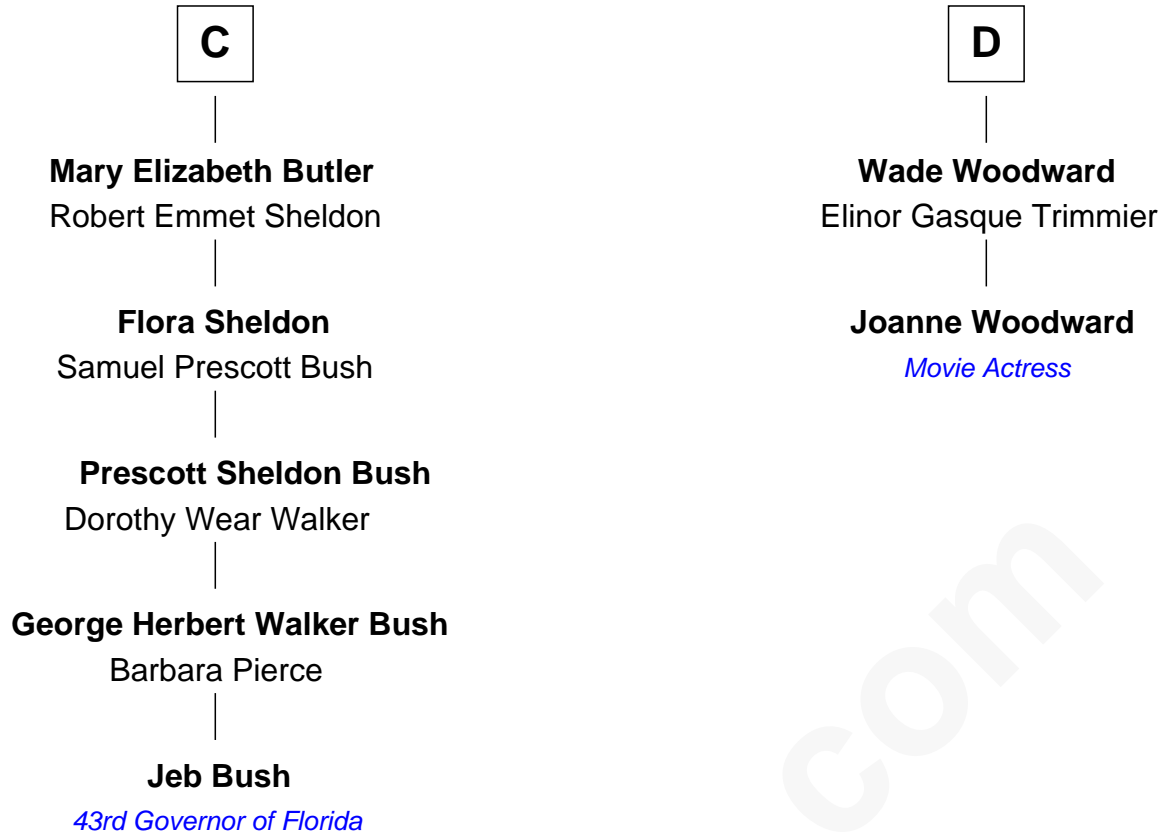 C
Mary Elizabeth Butler
Robert Emmet Sheldon
Flora Sheldon
Samuel Prescott Bush
Prescott Sheldon Bush
Dorothy Wear Walker
George Herbert Walker Bush
Barbara Pierce
Jeb Bush
43rd Governor of Florida
D
Wade Woodward
Elinor Gasque Trimmier
Joanne Woodward
Movie Actress
com